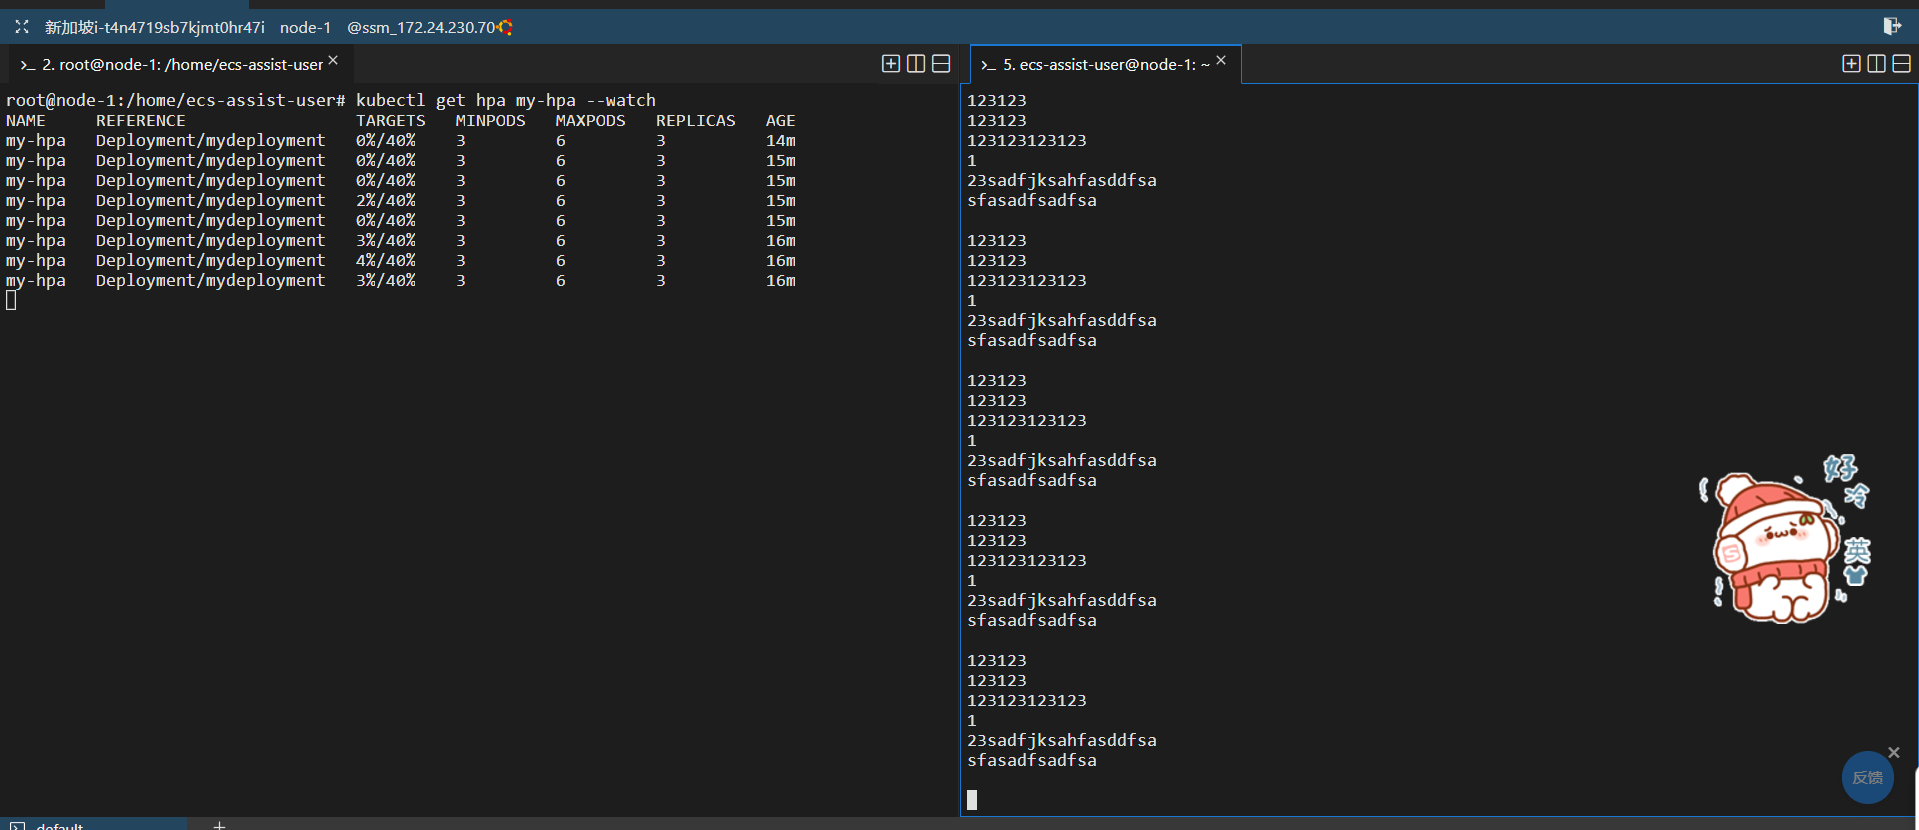 新加坡i-t4n4719sb7kjmt0hr47i node-1 @ssm_172.24.230.70
2. root@node-1: /home/ecs-assist-user
root@node-1:/home/ecs-assist-user# kubectl get hpa my-hpa --watch
NAME REFERENCE TARGETS MINPODS MAXPODS REPLICAS AGE
my-hpa Deployment/mydeployment 0%/40% 3 6 3 14m
my-hpa Deployment/mydeployment 0%/40% 3 6 3 15m
my-hpa Deployment/mydeployment 0%/40% 3 6 3 15m
my-hpa Deployment/mydeployment 2%/40% 3 6 3 15m
my-hpa Deployment/mydeployment 0%/40% 3 6 3 15m
my-hpa Deployment/mydeployment 3%/40% 3 6 3 16m
my-hpa Deployment/mydeployment 4%/40% 3 6 3 16m
my-hpa Deployment/mydeployment 3%/40% 3 6 3 16m
5. ecs-assist-user@node-1: ~
123123
123123
123123123123
1
23sadfjksahfasddfsa
sfasadfsadfsa
123123
123123
123123123123
1
23sadfjksahfasddfsa
sfasadfsadfsa
123123
123123
123123123123
1
23sadfjksahfasddfsa
sfasadfsadfsa
123123
123123
123123123123
1
23sadfjksahfasddfsa
sfasadfsadfsa
123123
123123
123123123123
1
23sadfjksahfasddfsa
sfasadfsadfsa
好冷
英
S
反馈
default